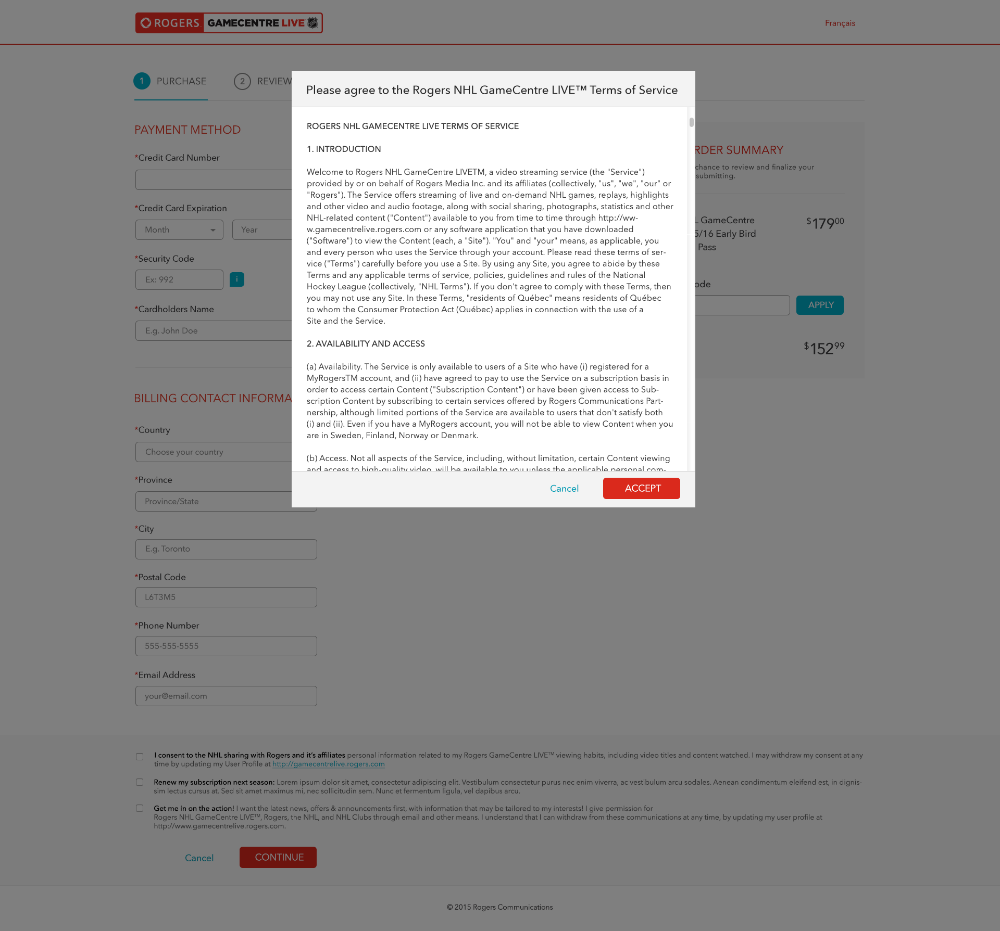 ROGERS GAMECENTRE LIVE
Français
1 PURCHASE
2 REVIEW
Please agree to the Rogers NHL GameCentre LIVE™ Terms of Service
ROGERS NHL GAMECENTRE LIVE TERMS OF SERVICE
1. INTRODUCTION
Welcome to Rogers NHL GameCentre LIVETM, a video streaming service (the "Service")
provided by or on behalf of Rogers Media Inc. and its affiliates (collectively, "us", "we", "our" or
"Rogers"). The Service offers streaming of live and on-demand NHL games, replays, highlights
and other video and audio footage, along with social sharing, photographs, statistics and other
NHL-related content ("Content") available to you from time to time through http://ww-
w.gamecentrelive.rogers.com or any software application that you have downloaded
("Software") to view the Content (each, a "Site"). "You" and "your" means, as applicable, you
and every person who uses the Service through your account. Please read these terms of ser-
vice ("Terms") carefully before you use a Site. By using any Site, you agree to abide by these
Terms and any applicable terms of service, policies, guidelines and rules of the National
Hockey League (collectively, "NHL Terms"). If you don't agree to comply with these Terms, then
you may not use any Site. In these Terms, "residents of Québec" means residents of Québec
to whom the Consumer Protection Act (Québec) applies in connection with the use of a
Site and the Service.
2. AVAILABILITY AND ACCESS
(a) Availability. The Service is only available to users of a Site who have (i) registered for a
MyRogersTM account, and (ii) have agreed to pay to use the Service on a subscription basis in
order to access certain Content ("Subscription Content") or have been given access to Sub-
scription Content by subscribing to certain services offered by Rogers Communications Part-
nership, although limited portions of the Service are available to users that don't satisfy both
(i) and (ii). Even if you have a MyRogers account, you will not be able to view Content when you
are in Sweden, Finland, Norway or Denmark.
(b) Access. Not all aspects of the Service, including, without limitation, certain Content viewing
and access to high-quality video, will be available to you unless the applicable personal com-
Cancel
ACCEPT
PAYMENT METHOD
*Credit Card Number
*Credit Card Expiration
Month
Year
*Security Code
Ex: 992
i
*Cardholders Name
E.g. John Doe
RDER SUMMARY
chance to review and finalize your
submitting.
L GameCentre
5/16 Early Bird
Pass
$17900
ode
APPLY
$15299
BILLING CONTACT INFORMA
*Country
Choose your country
*Province
Province/State
*City
E.g. Toronto
*Postal Code
L6T3M5
*Phone Number
555-555-5555
*Email Address
your@email.com
I consent to the NHL sharing with Rogers and it's affiliates personal information related to my Rogers GameCentre LIVE™ viewing habits, including video titles and content watched. I may withdraw my consent at any
time by updating my User Profile at http://gamecentrelive.rogers.com
Renew my subscription next season: Lorem ipsum dolor sit amet, consectetur adipiscing elit. Vestibulum consectetur purus nec enim viverra, ac vestibulum arcu sodales. Aenean condimentum eleifend est, in dignis-
sim lectus cursus at. Sed sit amet maximus mi, nec sollicitudin sem. Nunc et fermentum ligula, vel dapibus arcu.
Get me in on the action! I want the latest news, offers & announcements first, with information that may be tailored to my interests! I give permission for
Rogers NHL GameCentre LIVE™, Rogers, the NHL, and NHL Clubs through email and other means. I understand that I can withdraw from these communications at any time, by updating my user profile at
http://www.gamecentrelive.rogers.com.
Cancel
CONTINUE
© 2015 Rogers Communications